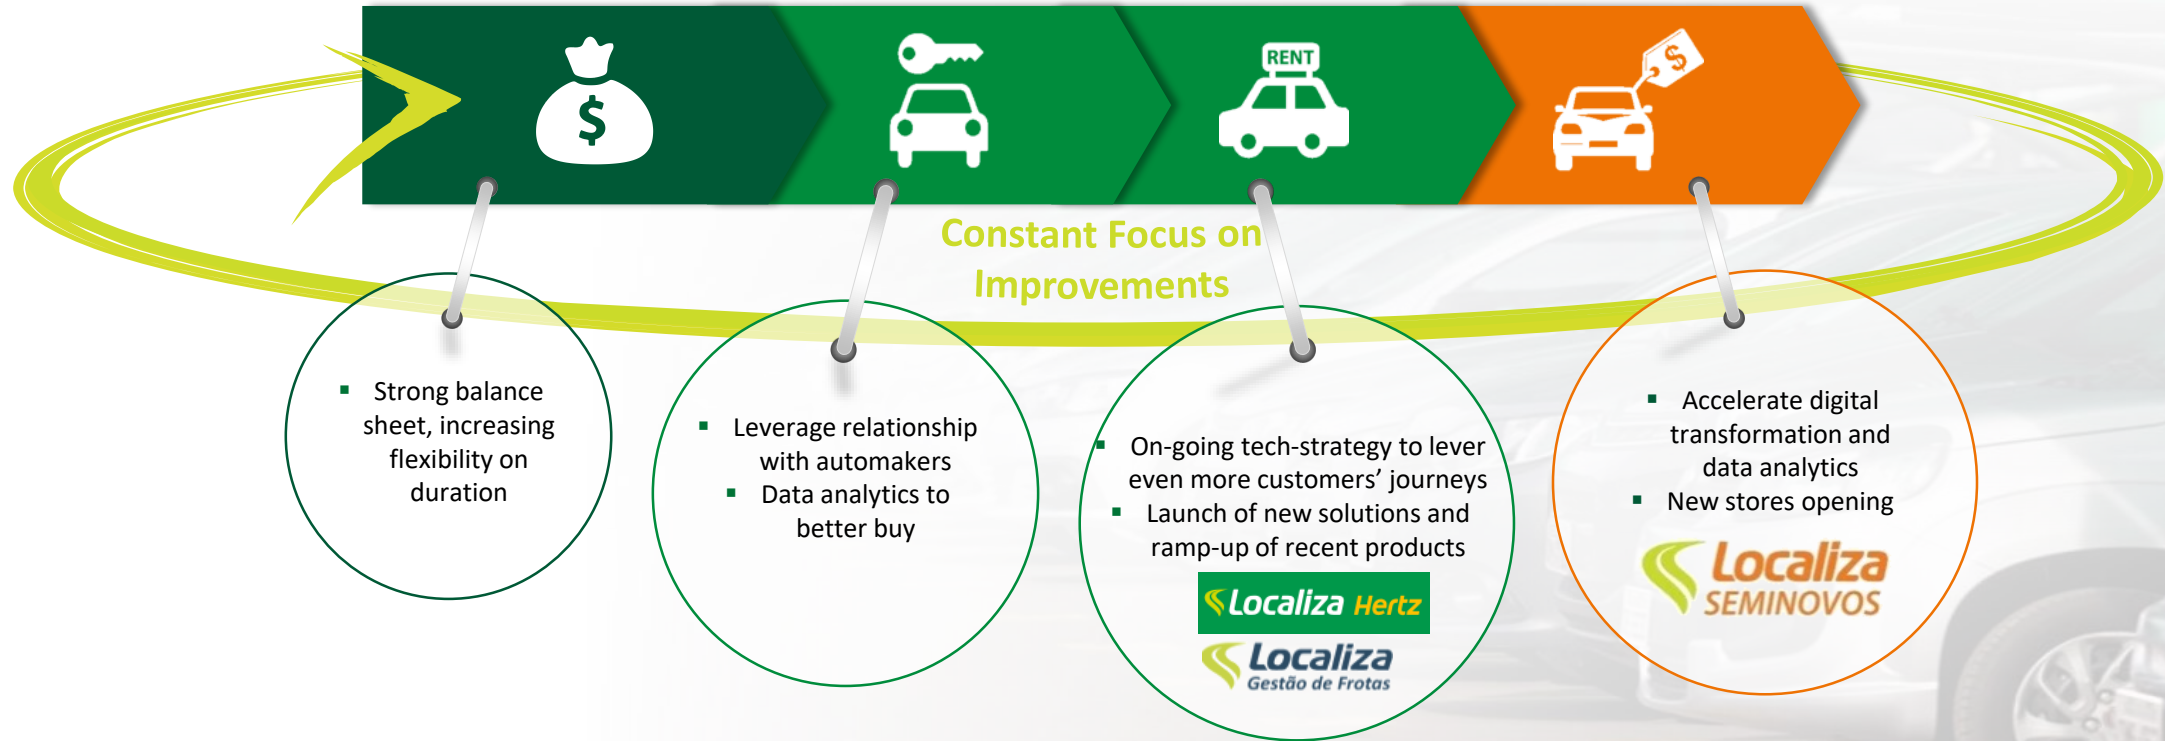 $
RENT
$
Constant Focus on
Improvements
▪ Strong balance
sheet, increasing
flexibility on
duration
▪ Leverage relationship
with automakers
▪ Data analytics to
better buy
▪ On-going tech-strategy to lever
even more customers’ journeys
▪ Launch of new solutions and
ramp-up of recent products
Localiza Hertz
Localiza
Gestão de Frotas
▪ Accelerate digital
transformation and
data analytics
▪ New stores opening
Localiza
SEMINOVOS